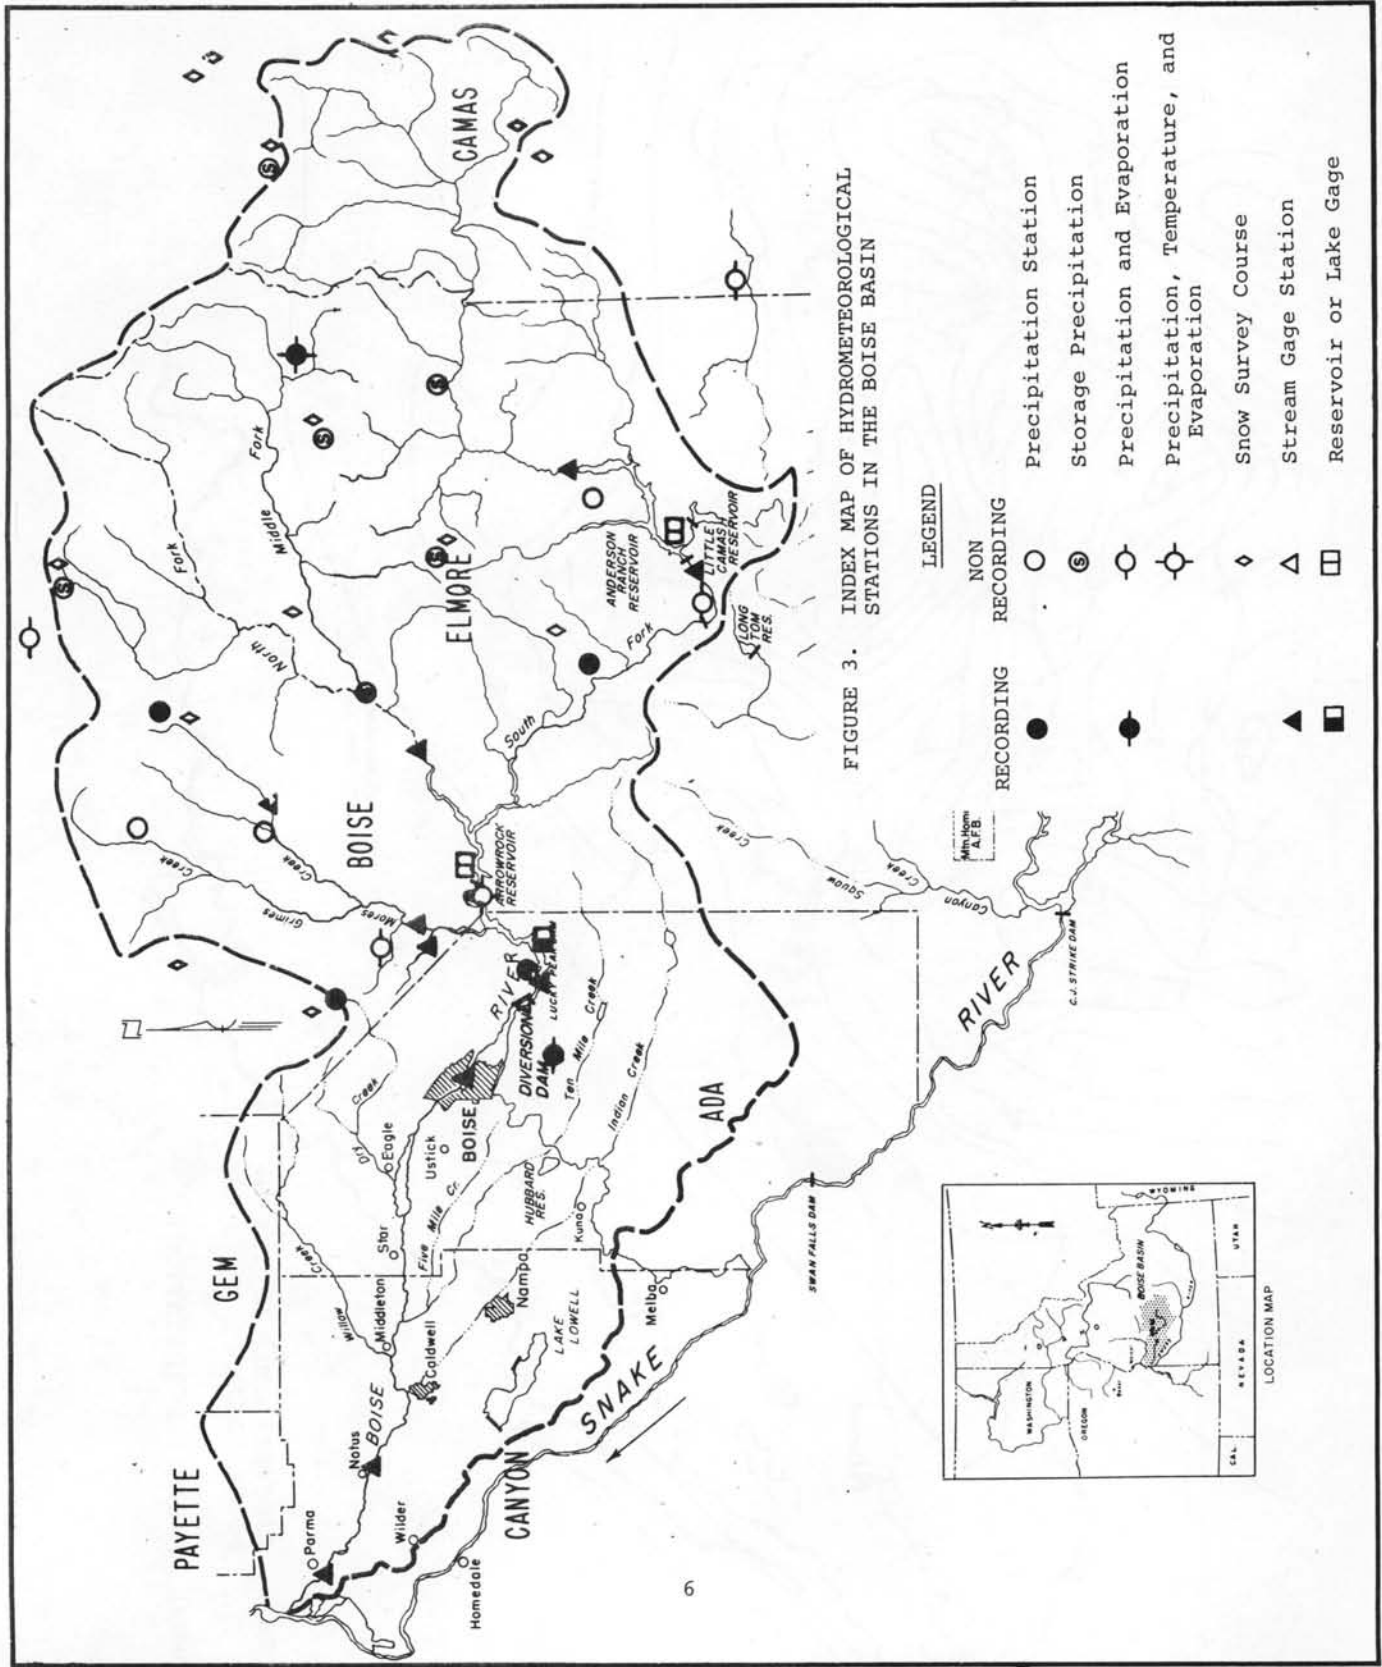 PAYETTE
GEM
BOISE
ELMORE
CAMAS
ADA
CANYON
Parma
Notus
Wilder
Homedale
BOISE
Middleton
Caldwell
Star
Nampa
LAKE
LOWELL
Melba
Kuna
Eagle
Ustick
BOISE
HUBBARD
RES.
Willow
Creek
Dry
Creek
Five Mile Cr.
Ten Mile Creek
Indian Creek
RIVER
DIVERSION
DAM
LUCKY PEAK DAM
ARROWROCK
RESERVOIR
Grimes
Creek
Mores
Creek
North
Fork
Middle
Fork
South
Fork
ANDERSON
RANCH
RESERVOIR
LITTLE
CAMAS
RESERVOIR
LONG
TOM
RES.
SNAKE
RIVER
SWAN FALLS DAM
C.J. STRIKE DAM
Canyon
Creek
Squaw
Creek
Mtn. Hom
A.F.B.
FIGURE 3. INDEX MAP OF HYDROMETEOROLOGICAL
STATIONS IN THE BOISE BASIN
LEGEND
RECORDING
NON
RECORDING
Precipitation Station
S Storage Precipitation
Precipitation and Evaporation
Precipitation, Temperature, and
Evaporation
Snow Survey Course
Stream Gage Station
Reservoir or Lake Gage
WASHINGTON
OREGON
BOISE BASIN
WYOMING
CAL.
NEVADA
UTAH
LOCATION MAP
6